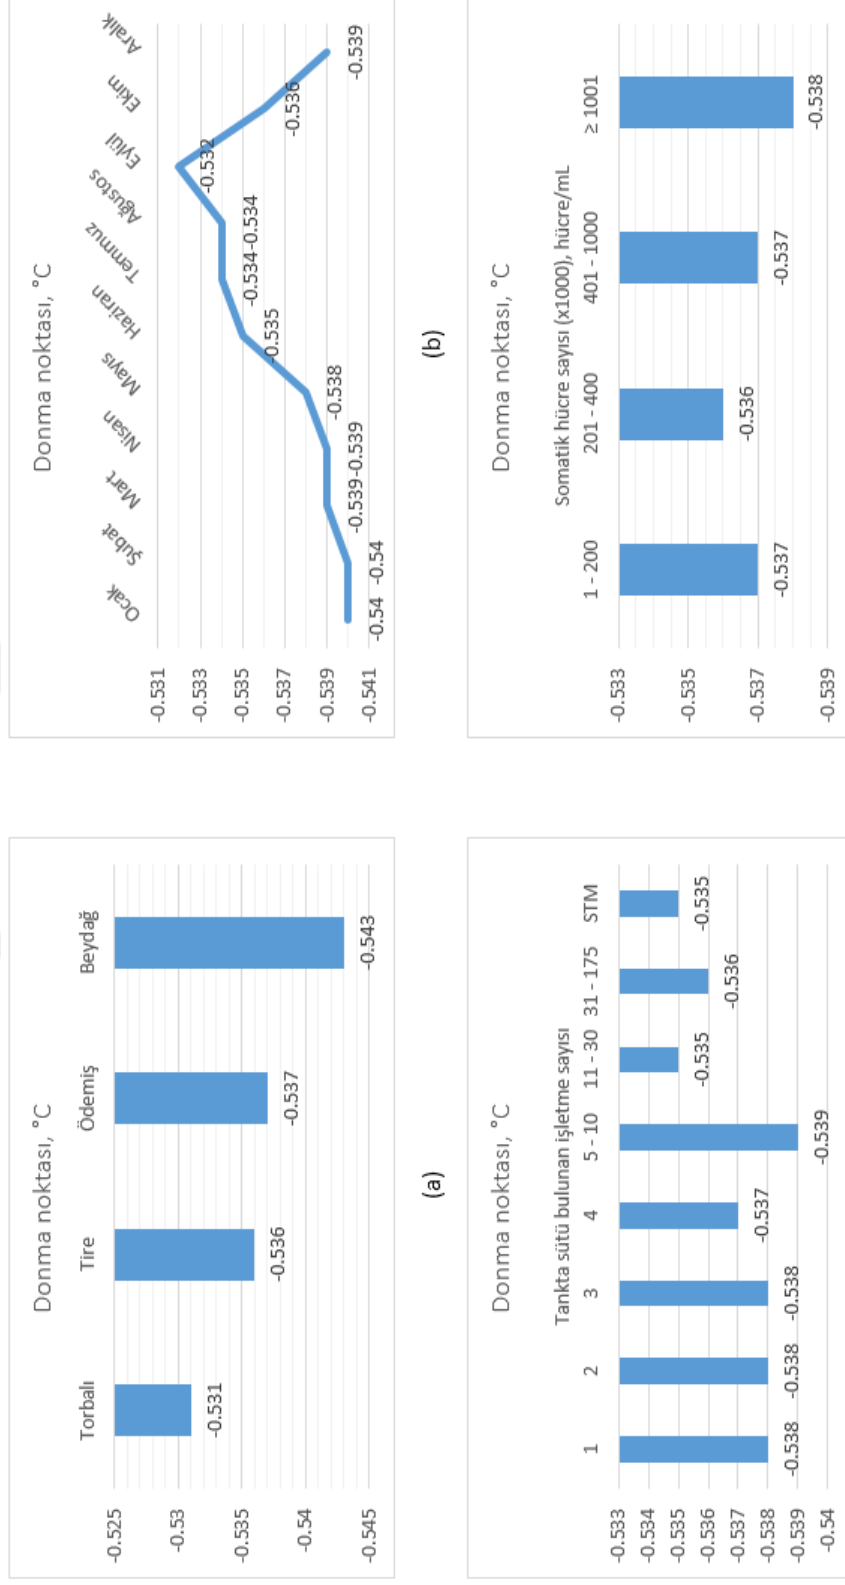 Donma noktası, °C
Torbalı Tire Ödemiş Beydağ
-0.525
-0.53
-0.535
-0.54
-0.545
-0.531
-0.536
-0.537
-0.543
(a)
Donma noktası, °C
Ocak Şubat Mart Nisan Mayıs Haziran Temmuz Ağustos Eylül Ekim Aralık
-0.531
-0.533
-0.535
-0.537
-0.539
-0.541
-0.54 -0.54 -0.539 -0.539 -0.538 -0.535 -0.534 -0.534 -0.532 -0.536 -0.539
(b)
Donma noktası, °C
Tankta sütü bulunan işletme sayısı
1 2 3 4 5 - 10 11 - 30 31 - 175 STM
-0.533
-0.534
-0.535
-0.536
-0.537
-0.538
-0.539
-0.54
-0.538 -0.538 -0.538 -0.537 -0.539 -0.535 -0.536 -0.535
Donma noktası, °C
Somatik hücre sayısı (x1000), hücre/mL
1 - 200 201 - 400 401 - 1000 ≥ 1001
-0.533
-0.535
-0.537
-0.539
-0.537 -0.536 -0.537 -0.538